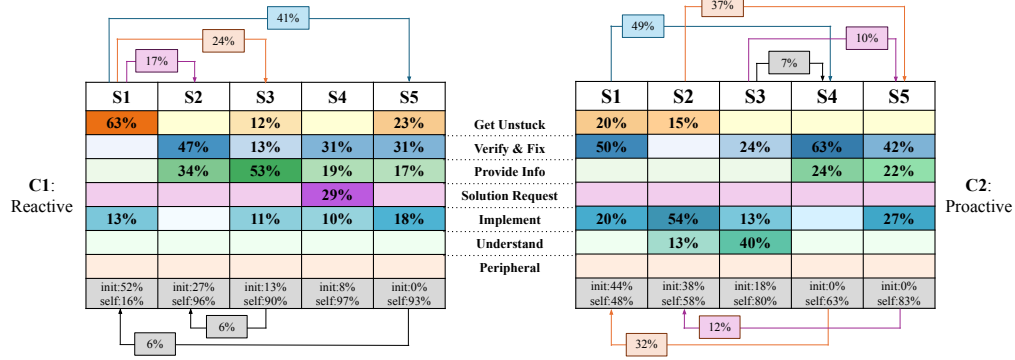 41%
24%
17%
37%
49%
10%
7%
S1 S2 S3 S4 S5
S1 S2 S3 S4 S5
63% 12% 23% Get Unstuck 20% 15%
47% 13% 31% 31% Verify & Fix 50% 24% 63% 42%
34% 53% 19% 17% Provide Info 24% 22%
C1:
Reactive
29% Solution Request
C2:
Proactive
13% 11% 10% 18% Implement 20% 54% 13% 27%
Understand 13% 40%
Peripheral
init:52% init:27% init:13% init:8% init:0% init:44% init:38% init:18% init:0% init:0%
self:16% self:96% self:90% self:97% self:93% self:48% self:58% self:80% self:63% self:83%
6%
6%
12%
32%